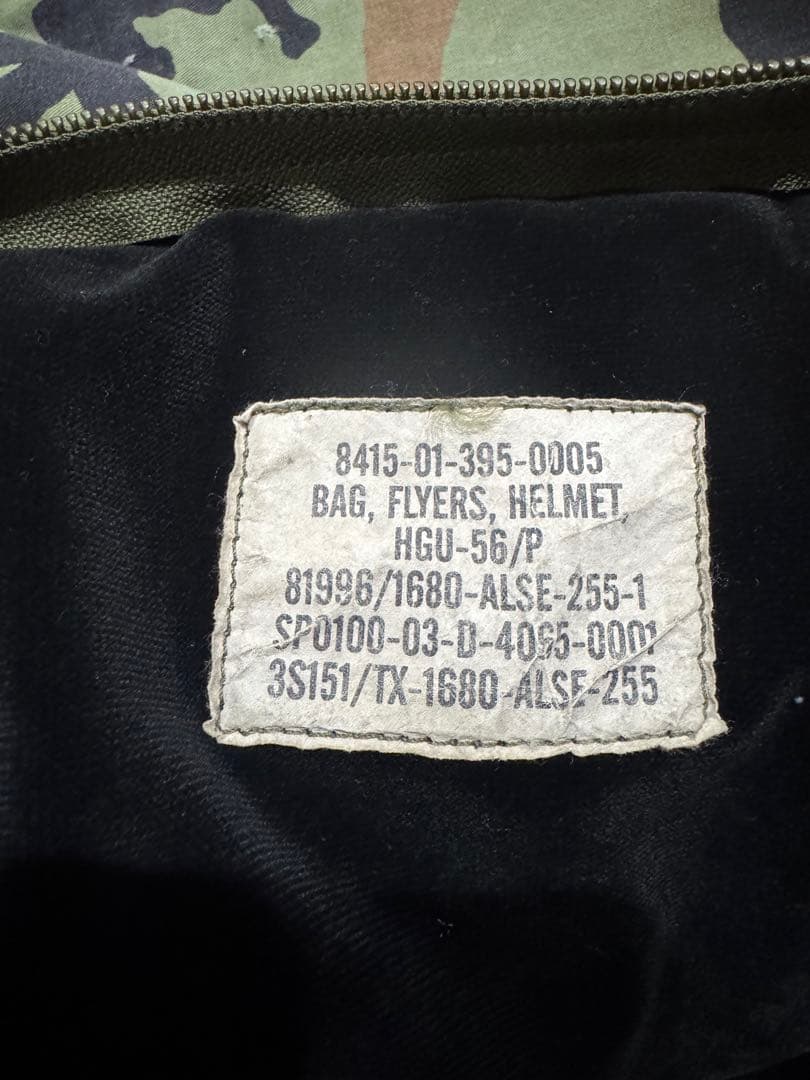 8415-01-395-0005
BAG, FLYERS, HELMET,
HGU-56/P
81996/1680-ALSE-255-1
SP0100-03-D-4065-0001
3S151/TX-1680-ALSE-255